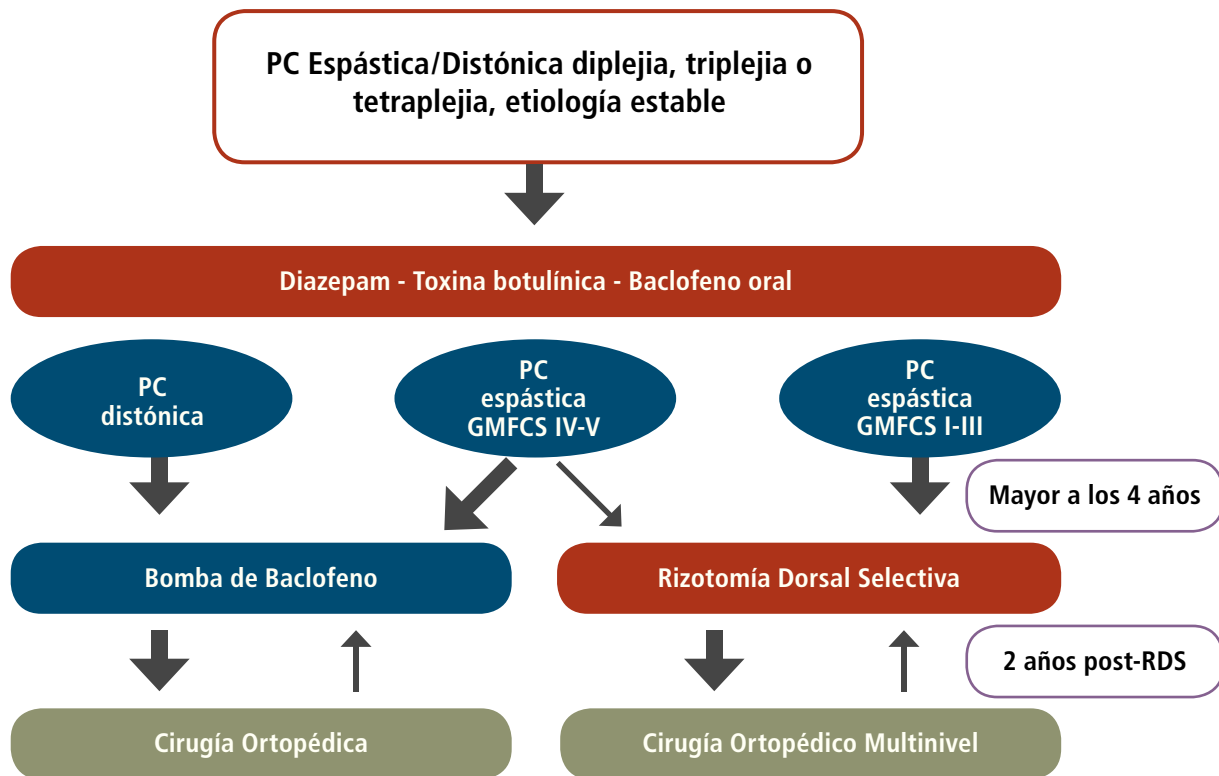 PC Espástica/Distónica diplejia, triplejia o
tetraplejia, etiología estable
Diazepam - Toxina botulínica - Baclofeno oral
PC
distónica
PC
espástica
GMFCS IV-V
PC
espástica
GMFCS I-III
Mayor a los 4 años
Bomba de Baclofeno
Rizotomía Dorsal Selectiva
2 años post-RDS
Cirugía Ortopédica
Cirugía Ortopédico Multinivel